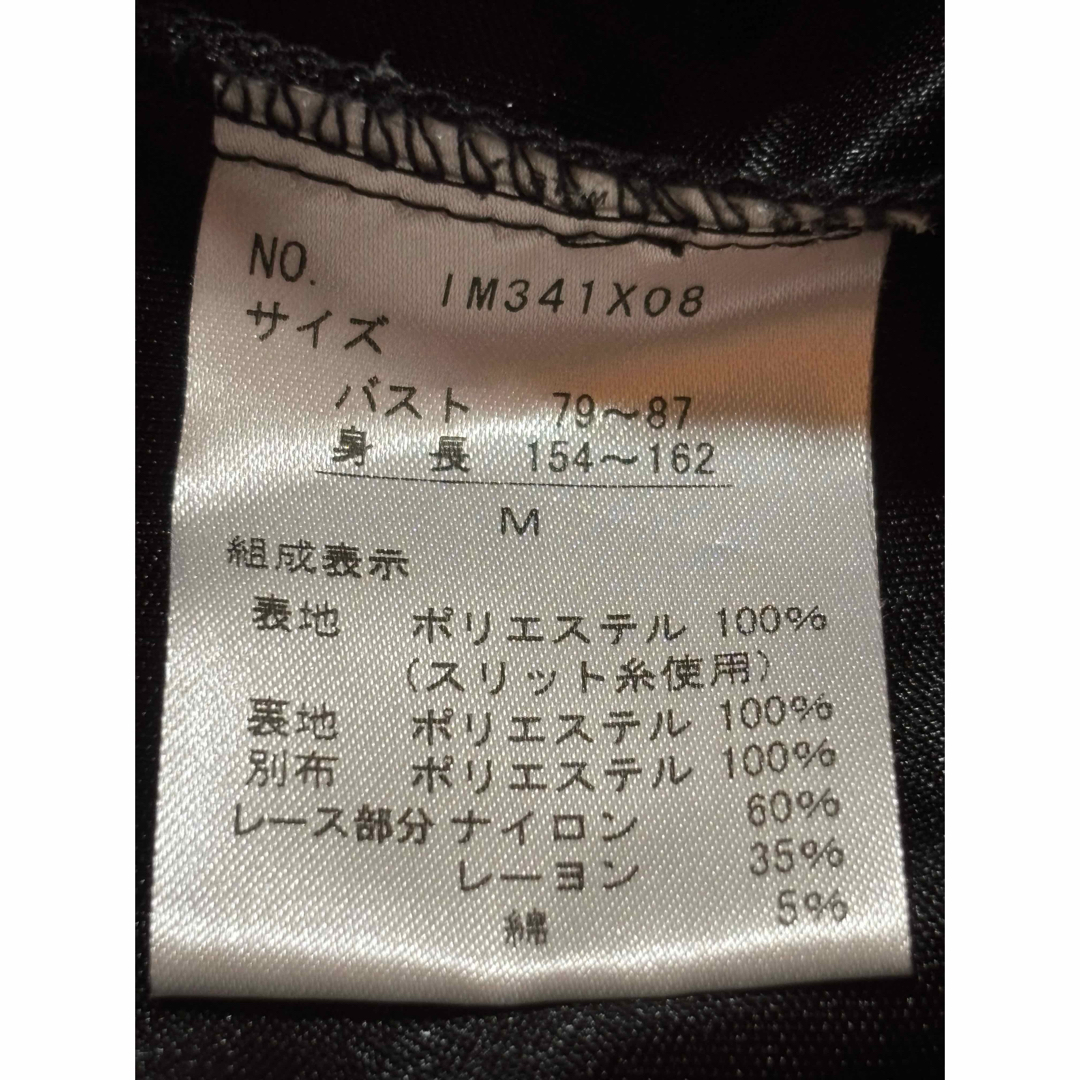 NO. IM341X08
サイズ
バスト 79～87
身長 154～162
M
組成表示
表地 ポリエステル 100%
(スリット糸使用)
裏地 ポリエステル 100%
別布 ポリエステル 100%
レース部分 ナイロン 60%
レーヨン 35%
綿 5%